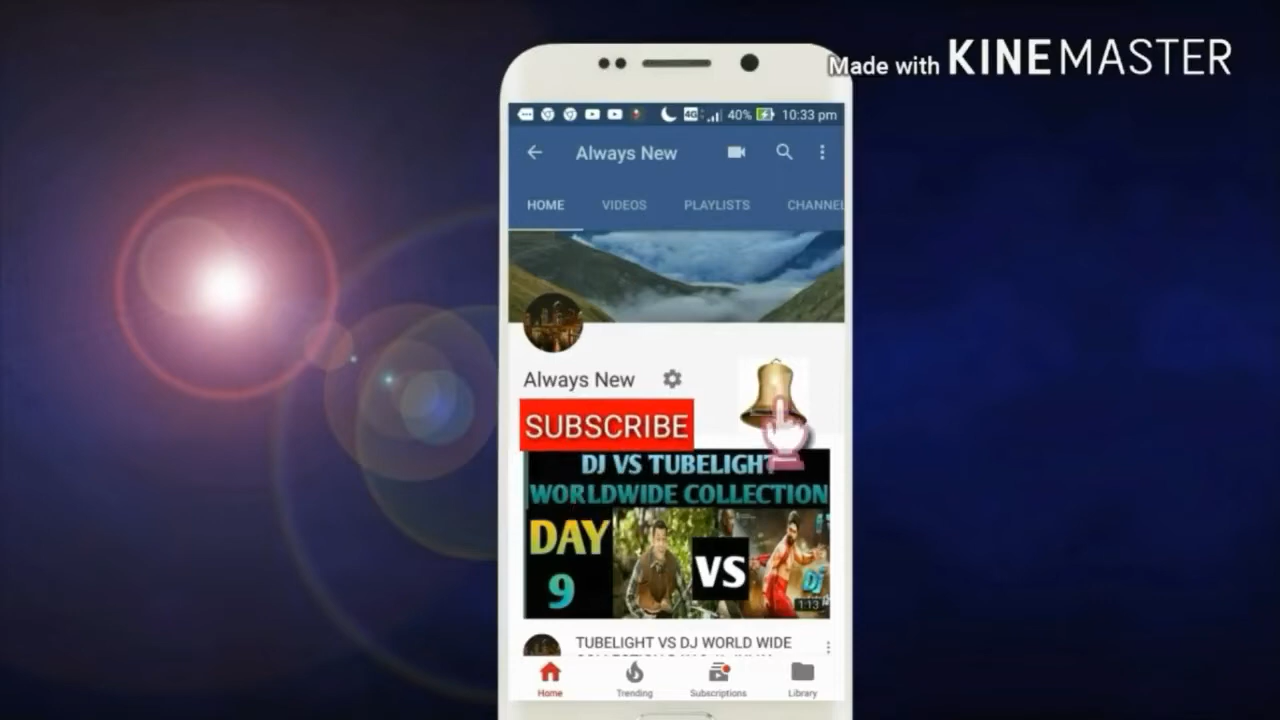 Made with KINEMASTER
4G 40% 10:33 pm
Always New
HOME VIDEOS PLAYLISTS CHANNEL
Always New
SUBSCRIBE
DJ VS TUBELIGHT
WORLDWIDE COLLECTION
DAY
9
VS
DJ
1:13
TUBELIGHT VS DJ WORLD WIDE
Home Trending Subscriptions Library